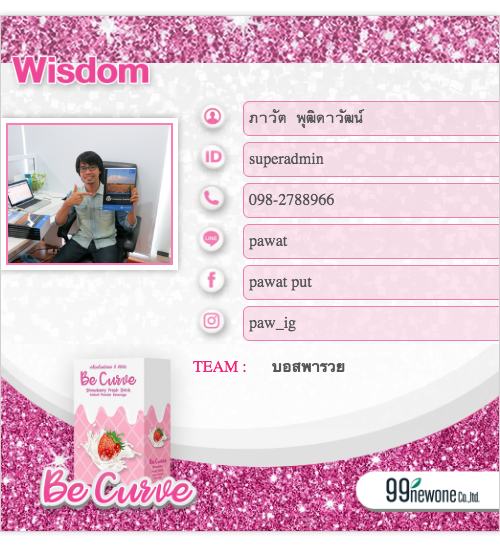 Wisdom
ภาวัต พุฒิดาวัฒน์
ID
superadmin
098-2788966
LINE
pawat
pawat put
paw_ig
TEAM : บอสพารวย
Be Curve
Strawberry Fresh Drink
Be Curve
99newone Co.,ltd.